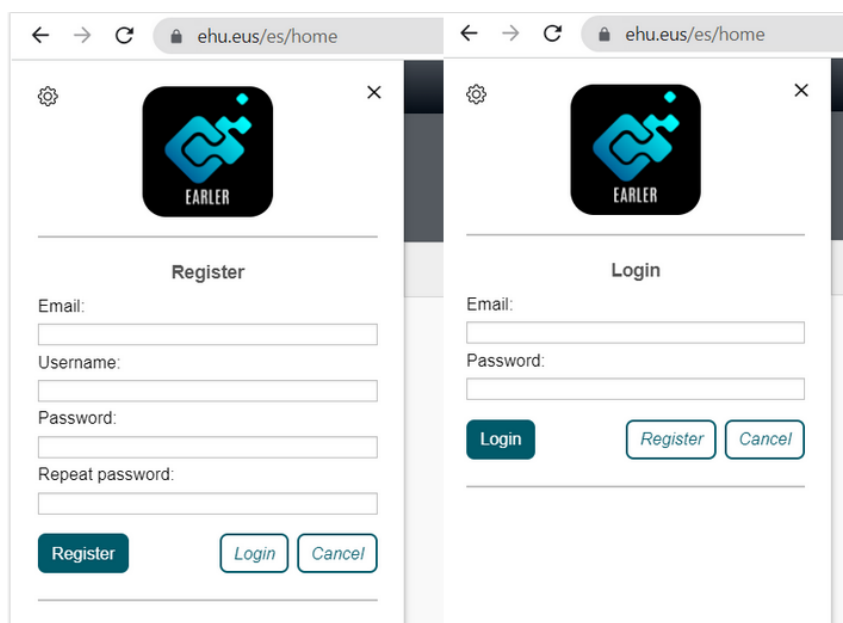 ehu.eus/es/home
EARLER
Register
Email:
Username:
Password:
Repeat password:
Register Login Cancel
ehu.eus/es/home
EARLER
Login
Email:
Password:
Login Register Cancel